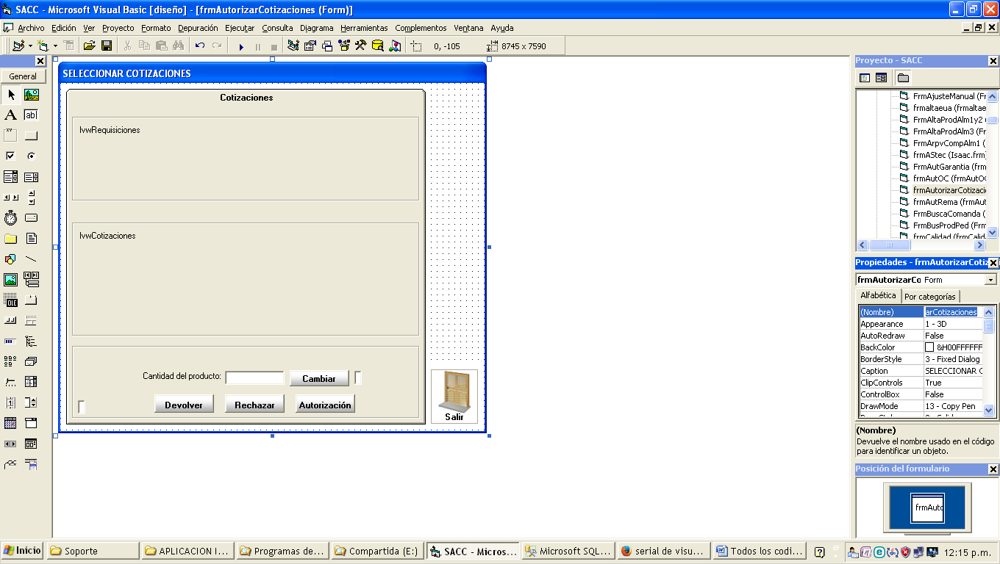 SACC - Microsoft Visual Basic [diseño] - [frmAutorizarCotizaciones (Form)]
Archivo Edición Ver Proyecto Formato Depuración Ejecutar Consulta Diagrama Herramientas Complementos Ventana Ayuda
0, -105 8745 x 7590
General
A
ab|
XY
OLE
SELECCIONAR COTIZACIONES
Cotizaciones
lvwRequisiciones
lvwCotizaciones
Cantidad del producto:
Cambiar
Devolver Rechazar Autorización
Salir
Proyecto - SACC
FrmAjusteManual (Fr
frmaltaeua (frmaltae
FrmAltaProdAlm1y2
FrmAltaProdAlm3 (Fr
FrmArpvCompAlm1 (
frmAStec (Isaac.frm)
FrmAutGarantia (frm
frmAutOC (frmAutOC
frmAutorizarCotizaci
frmAutRema (frmAut
FrmBuscaComanda (
FrmBusProdPed (Frm
frmCalidad (frmCalid
Propiedades - frmAutorizarCotiz
frmAutorizarCo Form
Alfabética Por categorías
(Nombre) arCotizaciones
Appearance 1 - 3D
AutoRedraw False
BackColor &H00FFFFFF
BorderStyle 3 - Fixed Dialog
Caption SELECCIONAR C
ClipControls True
ControlBox False
DrawMode 13 - Copy Pen
(Nombre)
Devuelve el nombre usado en el código
para identificar un objeto.
Posición del formulario
frmAuto
Inicio Soporte APLICACION I... Programas de... Compartida (E:) SACC - Micros... Microsoft SQL... serial de visu... Todos los codi... 12:15 p.m.